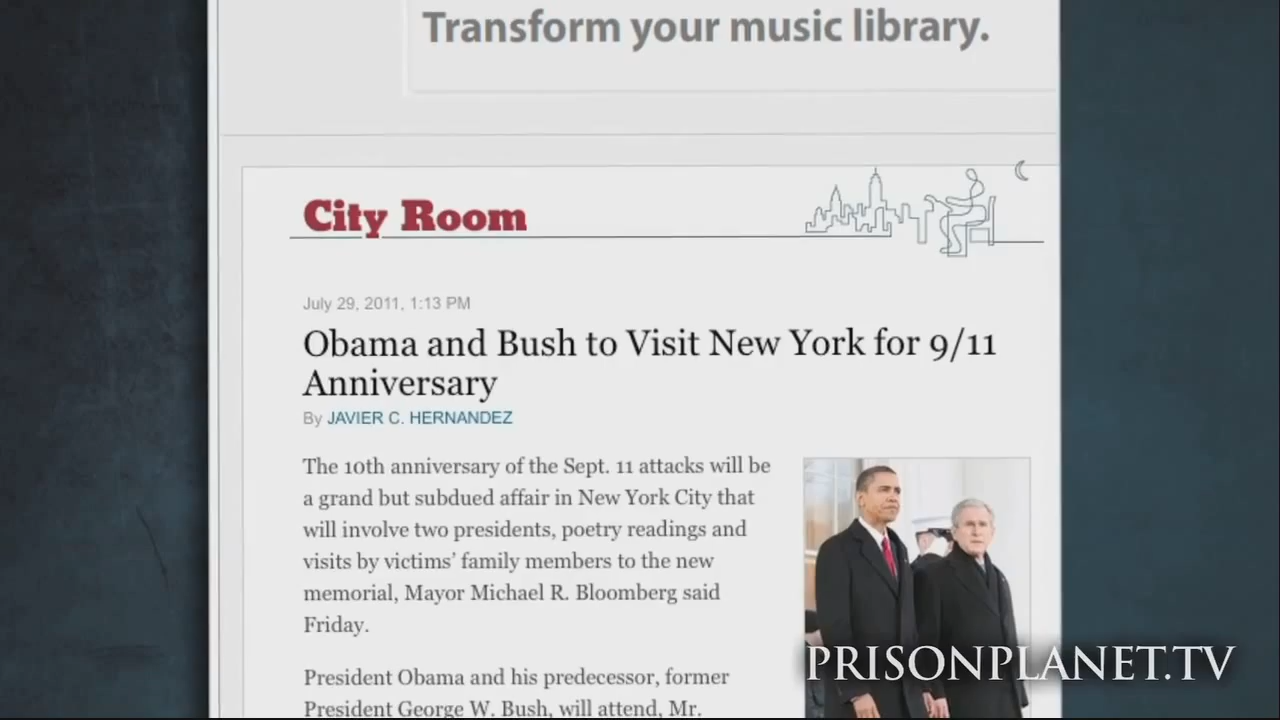 Transform your music library.
City Room
July 29, 2011, 1:13 PM
Obama and Bush to Visit New York for 9/11
Anniversary
By JAVIER C. HERNANDEZ
The 10th anniversary of the Sept. 11 attacks will be
a grand but subdued affair in New York City that
will involve two presidents, poetry readings and
visits by victims’ family members to the new
memorial, Mayor Michael R. Bloomberg said
Friday.
President Obama and his predecessor, former
President George W. Bush, will attend, Mr.
PRISONPLANET.TV